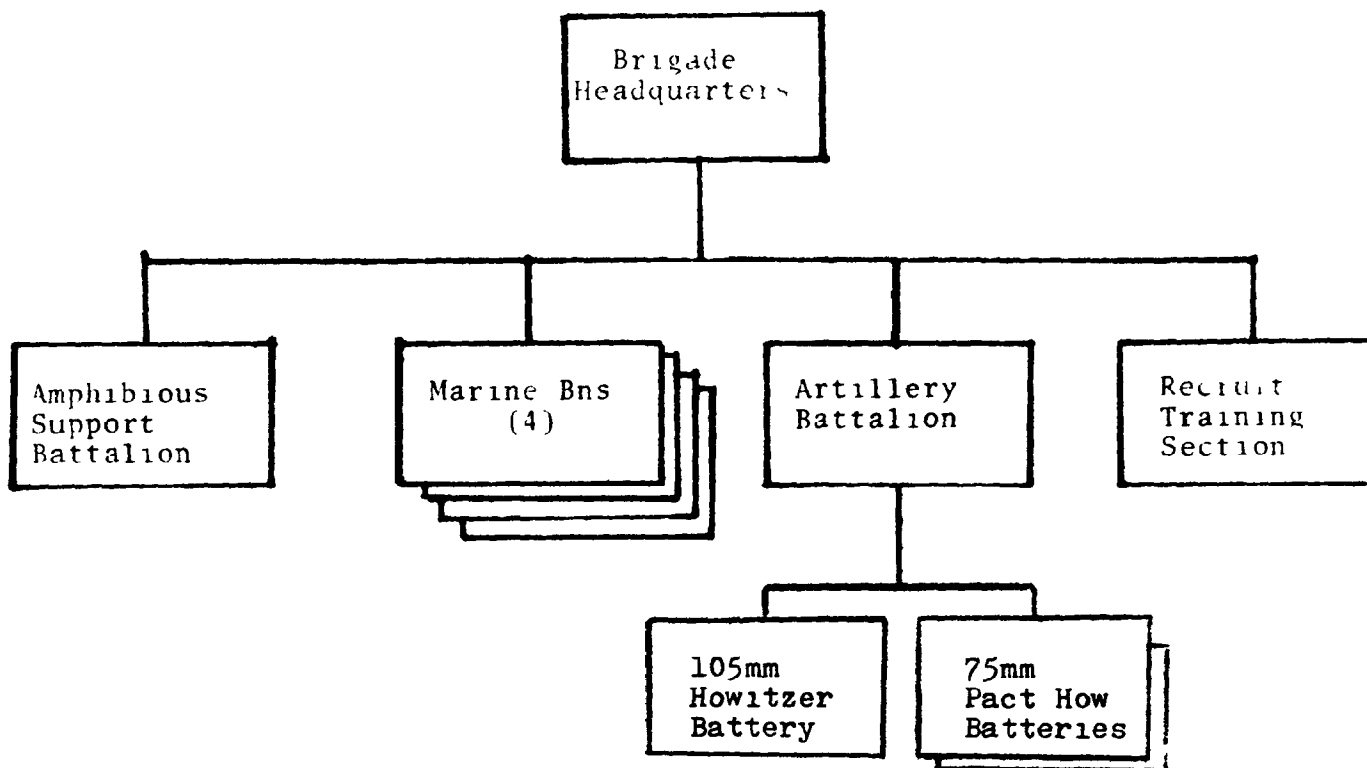 Brigade
Headquarters
Amphibious
Support
Battalion
Marine Bns
(4)
Artillery
Battalion
Recruit
Training
Section
105mm
Howitzer
Battery
75mm
Pact How
Batteries